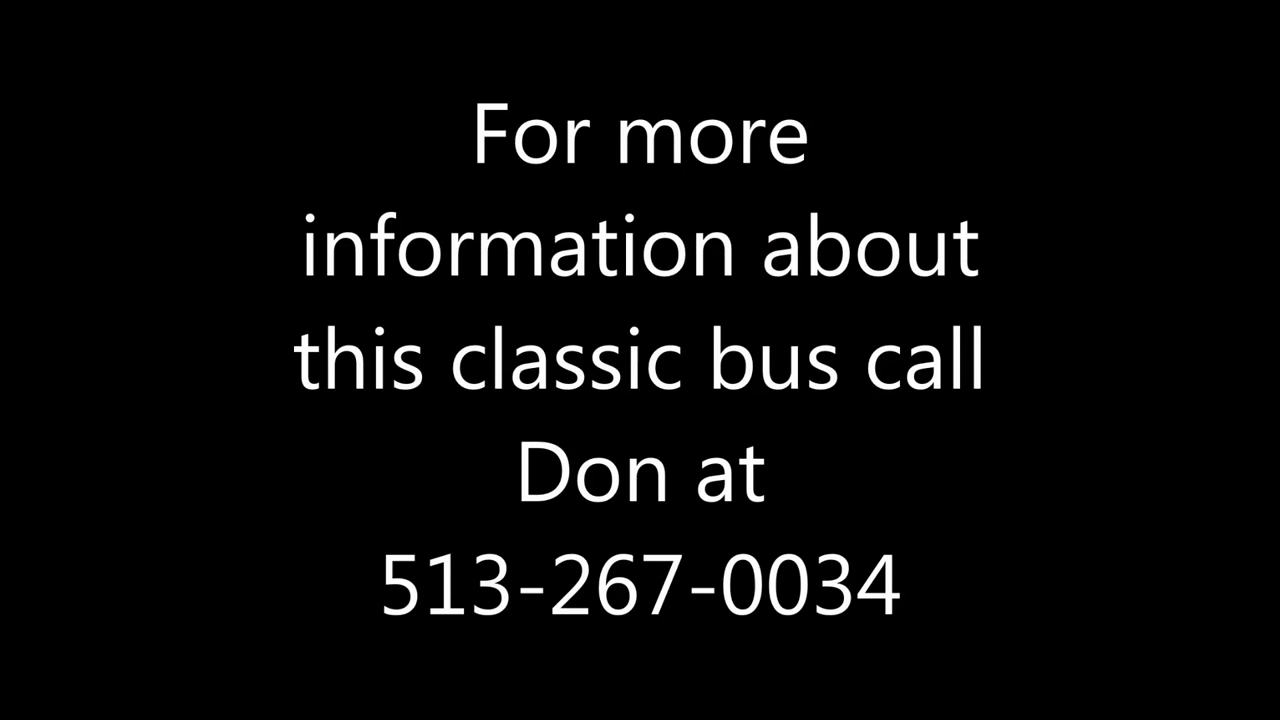 For more
information about
this classic bus call
Don at
513-267-0034